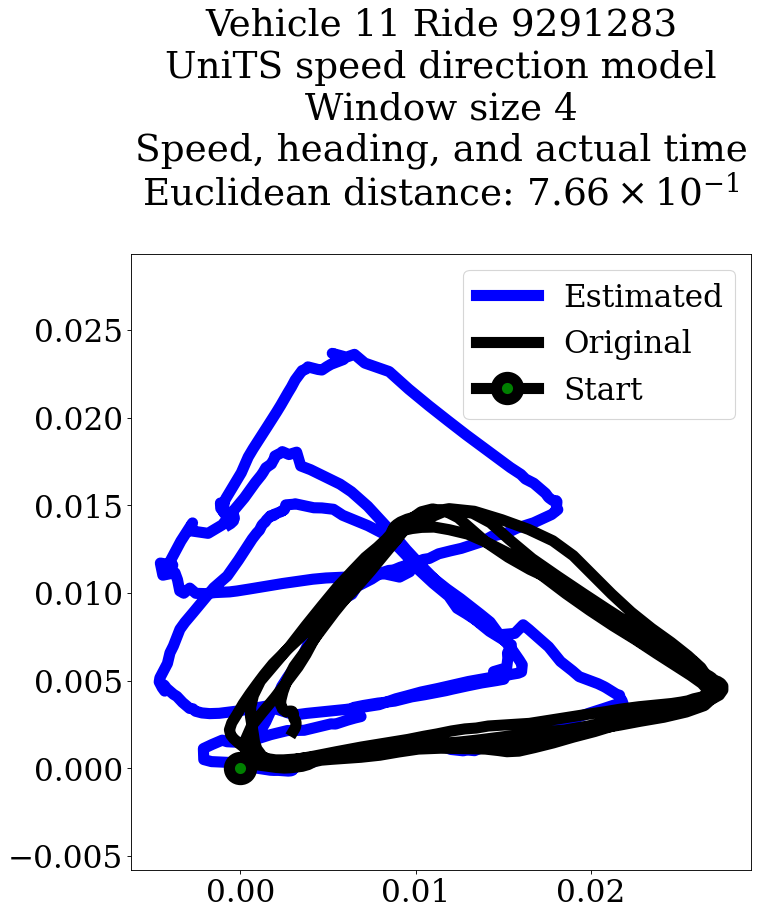 Vehicle 11 Ride 9291283
UniTS speed direction model
Window size 4
Speed, heading, and actual time
Euclidean distance: 7.66 × 10⁻¹
Estimated
Original
Start
0.025
0.020
0.015
0.010
0.005
0.000
−0.005
0.00 0.01 0.02